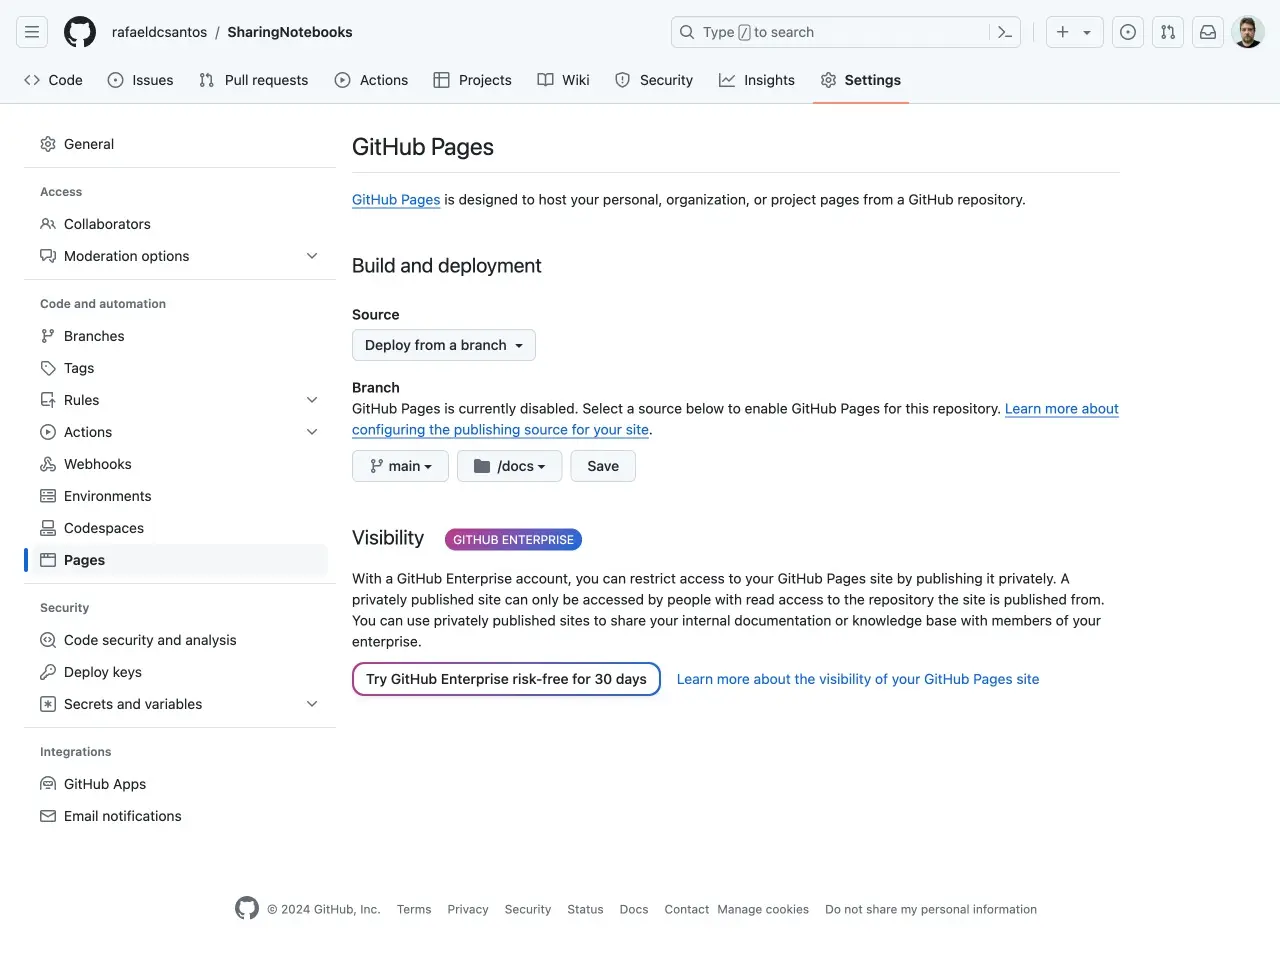 rafaeldcsantos / SharingNotebooks
Type / to search
Code Issues Pull requests Actions Projects Wiki Security Insights Settings
General
Access
Collaborators
Moderation options
Code and automation
Branches
Tags
Rules
Actions
Webhooks
Environments
Codespaces
Pages
Security
Code security and analysis
Deploy keys
Secrets and variables
Integrations
GitHub Apps
Email notifications
GitHub Pages
GitHub Pages is designed to host your personal, organization, or project pages from a GitHub repository.
Build and deployment
Source
Deploy from a branch
Branch
GitHub Pages is currently disabled. Select a source below to enable GitHub Pages for this repository. Learn more about
configuring the publishing source for your site.
main /docs Save
Visibility GITHUB ENTERPRISE
With a GitHub Enterprise account, you can restrict access to your GitHub Pages site by publishing it privately. A
privately published site can only be accessed by people with read access to the repository the site is published from.
You can use privately published sites to share your internal documentation or knowledge base with members of your
enterprise.
Try GitHub Enterprise risk-free for 30 days Learn more about the visibility of your GitHub Pages site
© 2024 GitHub, Inc. Terms Privacy Security Status Docs Contact Manage cookies Do not share my personal information